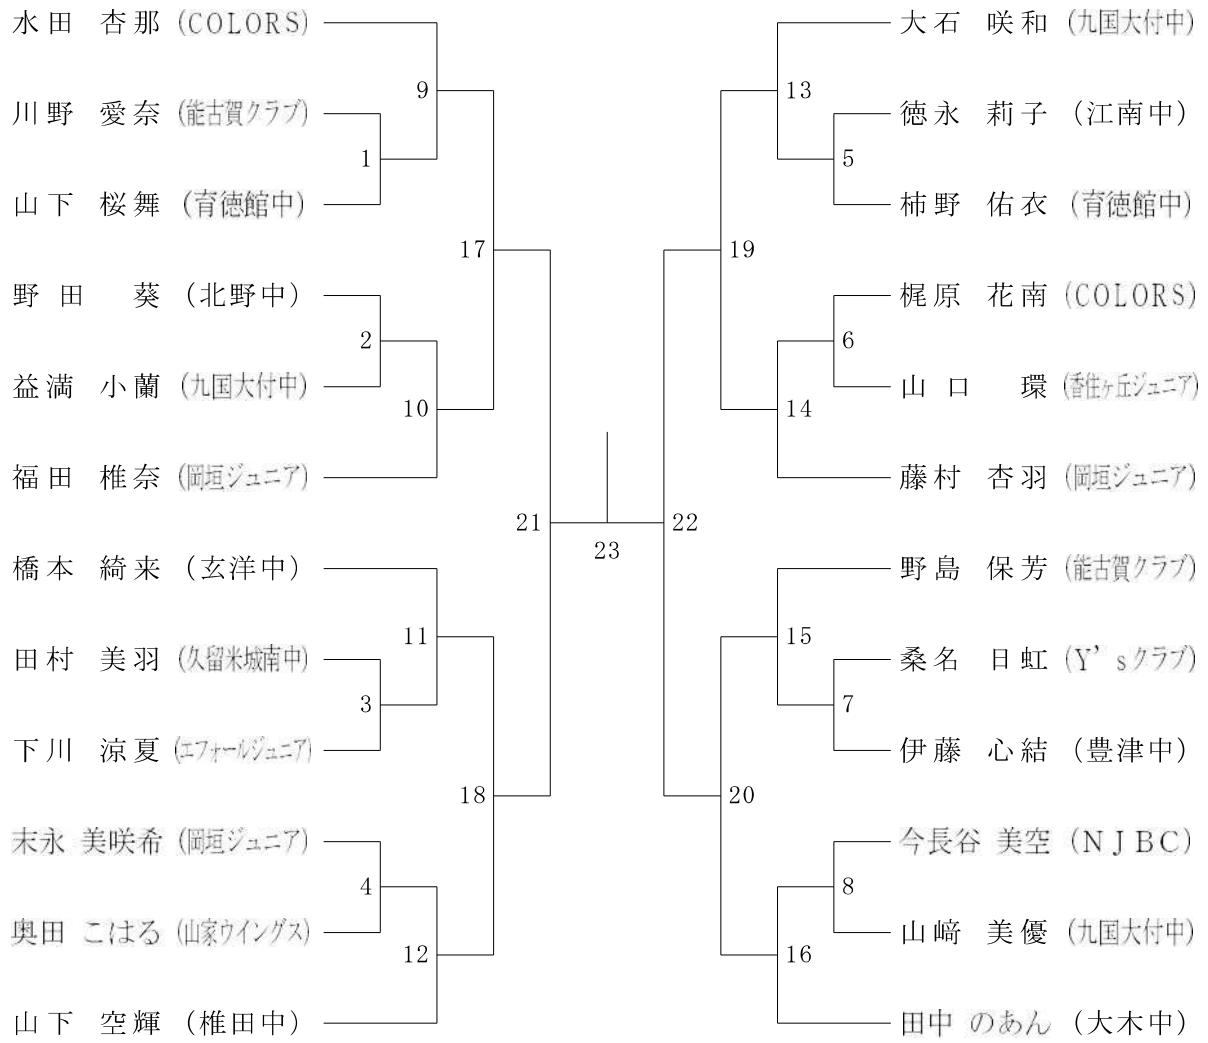 水田 杏那 (COLORS)
9
川野 愛奈 (能古賀クラブ)
1
山下 桜舞 (育徳館中)
17
野田 葵 (北野中)
2
益満 小蘭 (九国大付中)
10
福田 椎奈 (岡垣ジュニア)
21
橋本 綺来 (玄洋中)
11
田村 美羽 (久留米城南中)
3
下川 涼夏 (エフォールジュニア)
18
末永 美咲希 (岡垣ジュニア)
4
奥田 こはる (山家ウイングス)
12
山下 空輝 (椎田中)
23
大石 咲和 (九国大付中)
13
徳永 莉子 (江南中)
5
柿野 佑衣 (育徳館中)
19
梶原 花南 (COLORS)
6
山口 環 (香住ヶ丘ジュニア)
14
藤村 杏羽 (岡垣ジュニア)
22
野島 保芳 (能古賀クラブ)
15
桑名 日虹 (Y’sクラブ)
7
伊藤 心結 (豊津中)
20
今長谷 美空 (NJBC)
8
山﨑 美優 (九国大付中)
16
田中 のあん (大木中)